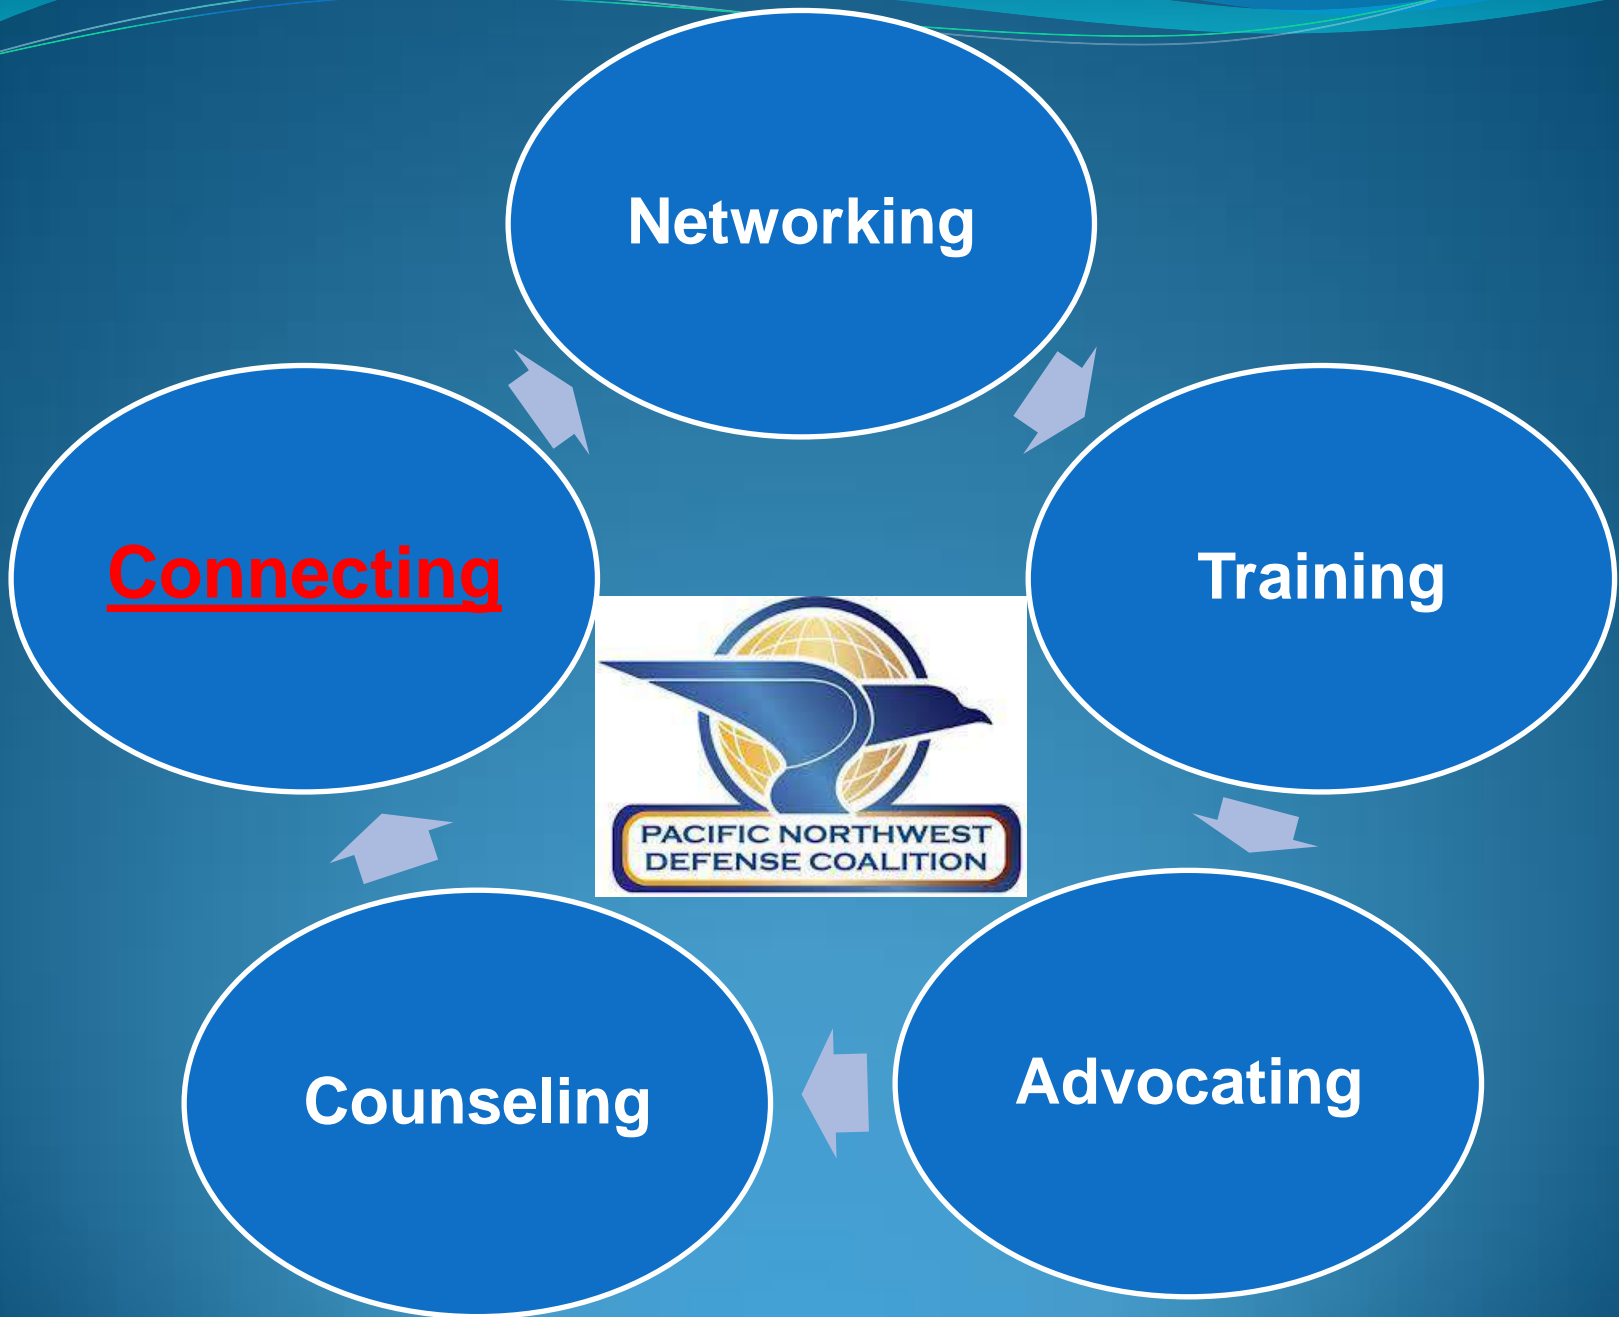 Networking
Connecting
Training
PACIFIC NORTHWEST
DEFENSE COALITION
Counseling
Advocating